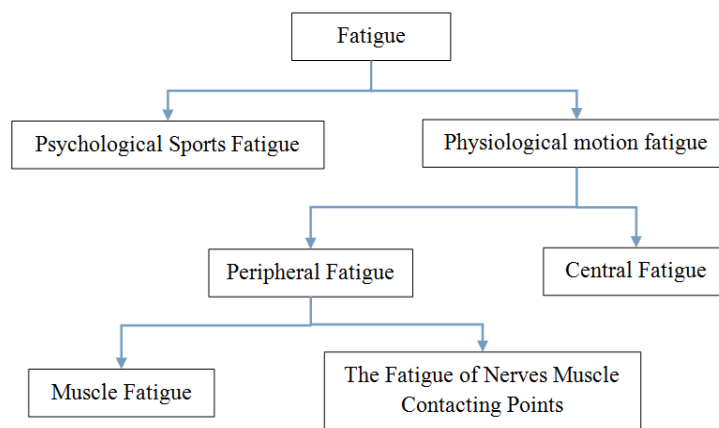 Fatigue
Psychological Sports Fatigue
Physiological motion fatigue
Peripheral Fatigue
Central Fatigue
Muscle Fatigue
The Fatigue of Nerves Muscle
Contacting Points